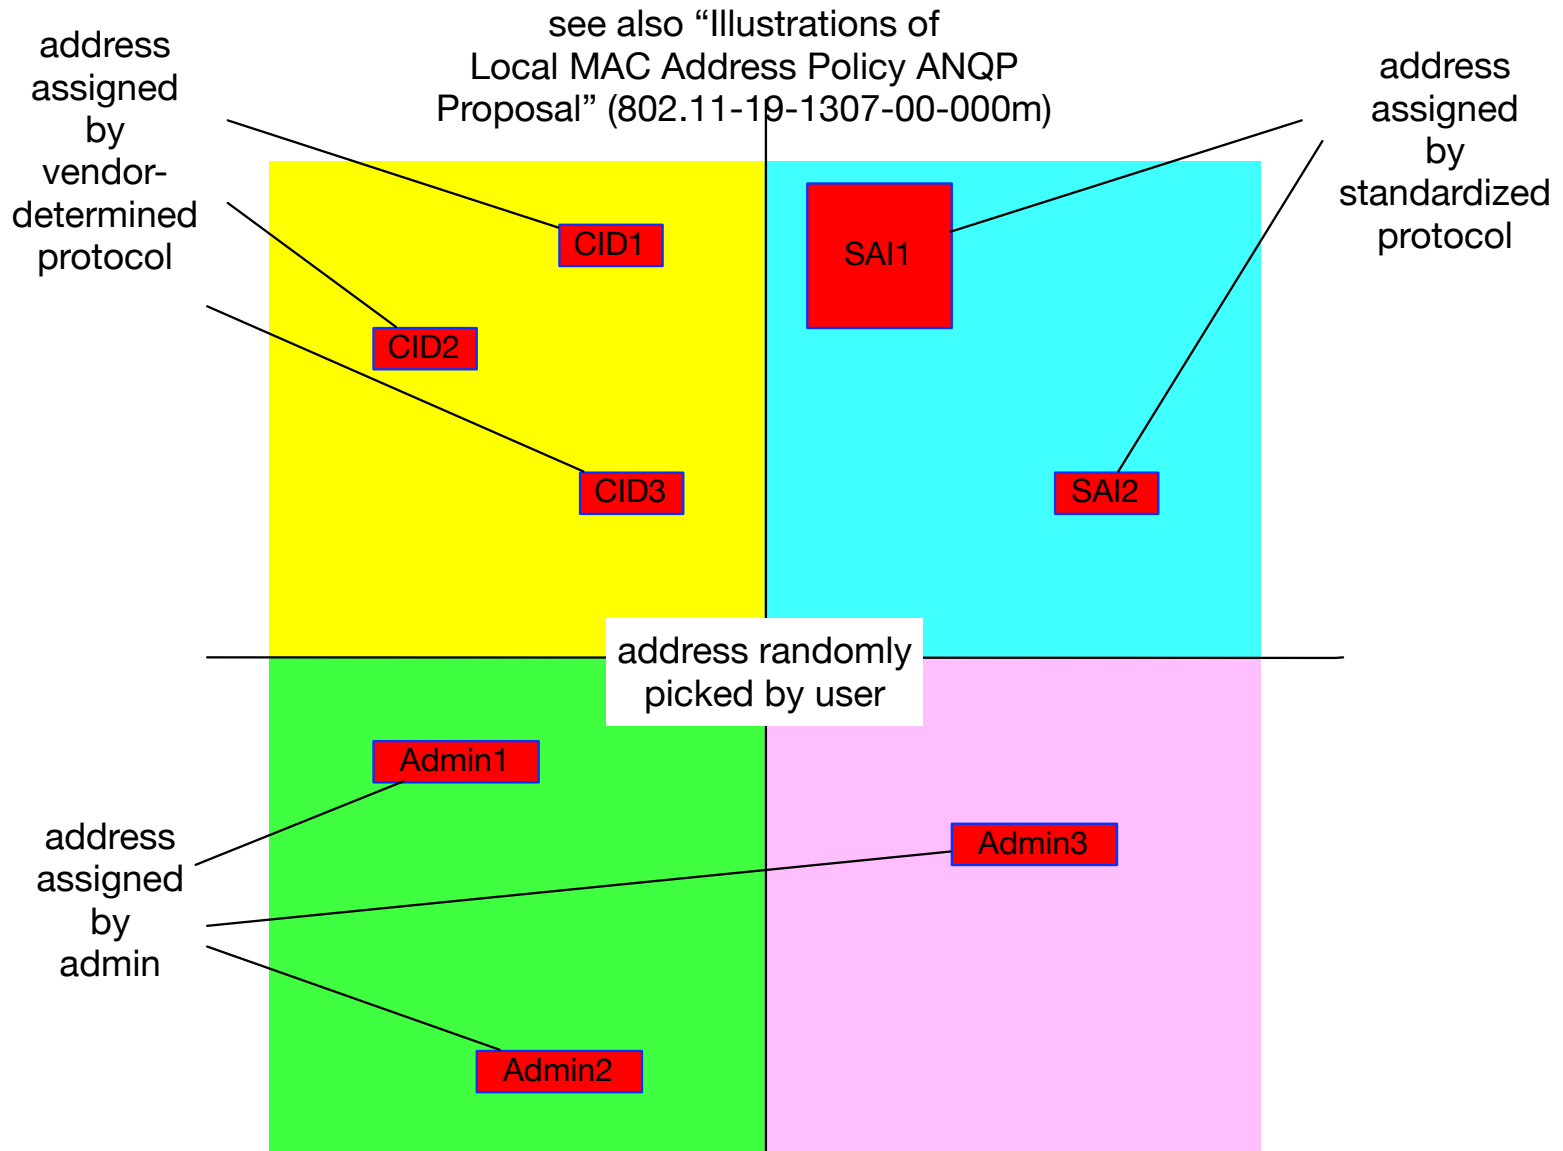 see also “Illustrations of
Local MAC Address Policy ANQP
Proposal” (802.11-19-1307-00-000m)
address
assigned
by
vendor-
determined
protocol
address
assigned
by
standardized
protocol
CID1
SAI1
CID2
CID3
SAI2
address randomly
picked by user
Admin1
Admin3
address
assigned
by
admin
Admin2